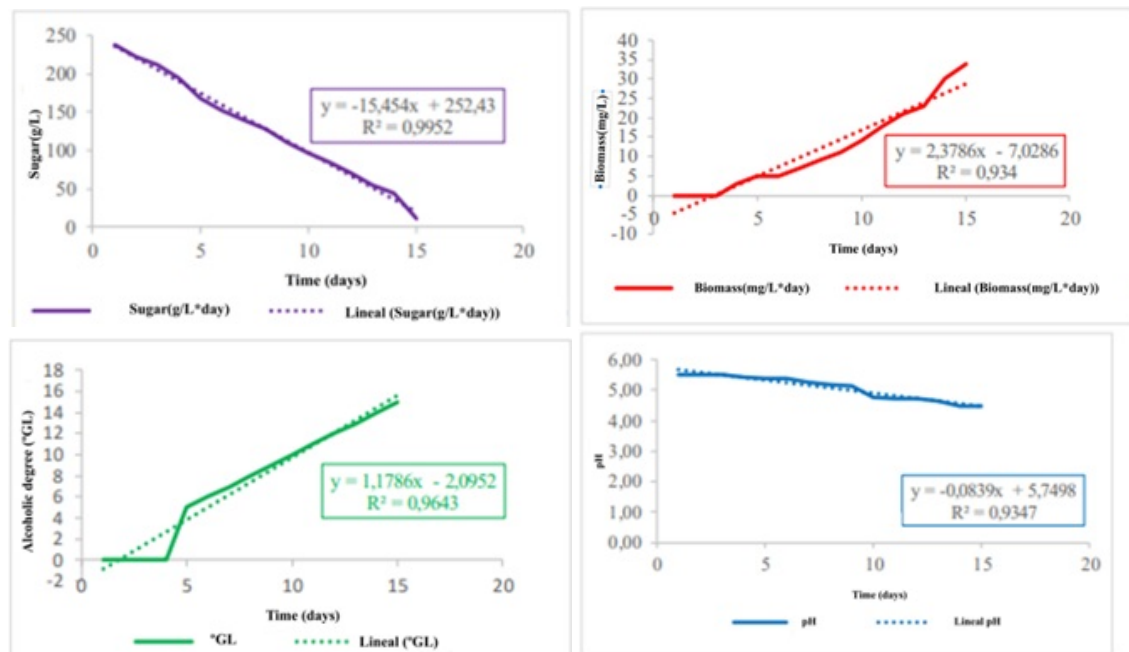 Sugar(g/L)
250
200
150
100
50
0
0 5 10 15 20
y = -15,454x + 252,43
R² = 0,9952
Time (days)
Sugar(g/L*day) Lineal (Sugar(g/L*day))
Biomass(mg/L)
40
35
30
25
20
15
10
5
0
-5
-10
0 5 10 15 20
y = 2,3786x - 7,0286
R² = 0,934
Time (days)
Biomass(mg/L*day) Lineal (Biomass(mg/L*day))
Alcoholic degree (°GL)
18
16
14
12
10
8
6
4
2
0
-2
0 5 10 15 20
y = 1,1786x - 2,0952
R² = 0,9643
Time (days)
°GL Lineal (°GL)
pH
6,00
5,00
4,00
3,00
2,00
1,00
0,00
0 5 10 15 20
y = -0,0839x + 5,7498
R² = 0,9347
Time (days)
pH Lineal pH